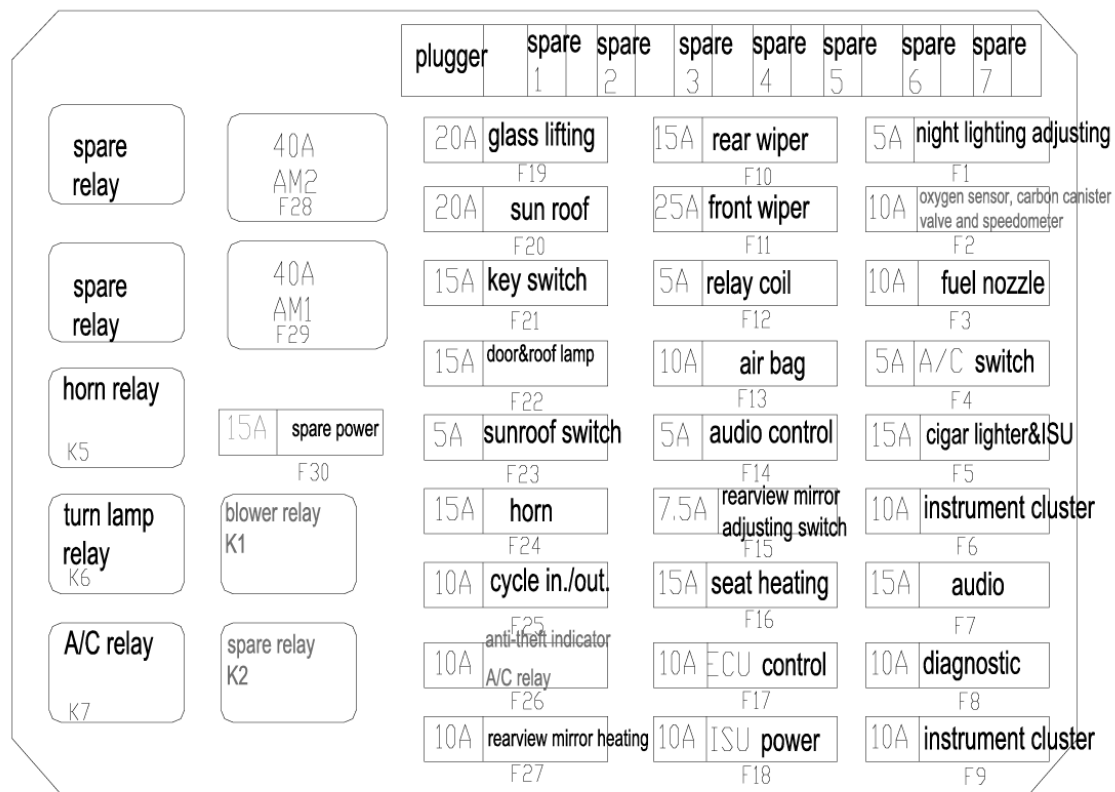 plugger
spare
1
spare
2
spare
3
spare
4
5
spare
6
spare
7
spare
relay
spare
relay
horn relay
K5
turn lamp
relay
K6
A/C relay
K7
40A
AM2
F28
40A
AM1
F29
15A spare power
F30
blower relay
K1
spare relay
K2
20A glass lifting
F19
20A sun roof
F20
15A key switch
F21
15A door&roof lamp
F22
5A sunroof switch
F23
15A horn
F24
10A cycle in./out.
F25
anti-theft indicator
10A A/C relay
F26
10A rearview mirror heating
F27
15A rear wiper
F10
25A front wiper
F11
5A relay coil
F12
10A air bag
F13
5A audio control
F14
7.5A rearview mirror
adjusting switch
F15
15A seat heating
F16
10A ECU control
F17
10A ISU power
F18
5A night lighting adjusting
F1
10A oxygen sensor, carbon canister
valve and speedometer
F2
10A fuel nozzle
F3
5A A/C switch
F4
15A cigar lighter&ISU
F5
10A instrument cluster
F6
15A audio
F7
10A diagnostic
F8
10A instrument cluster
F9